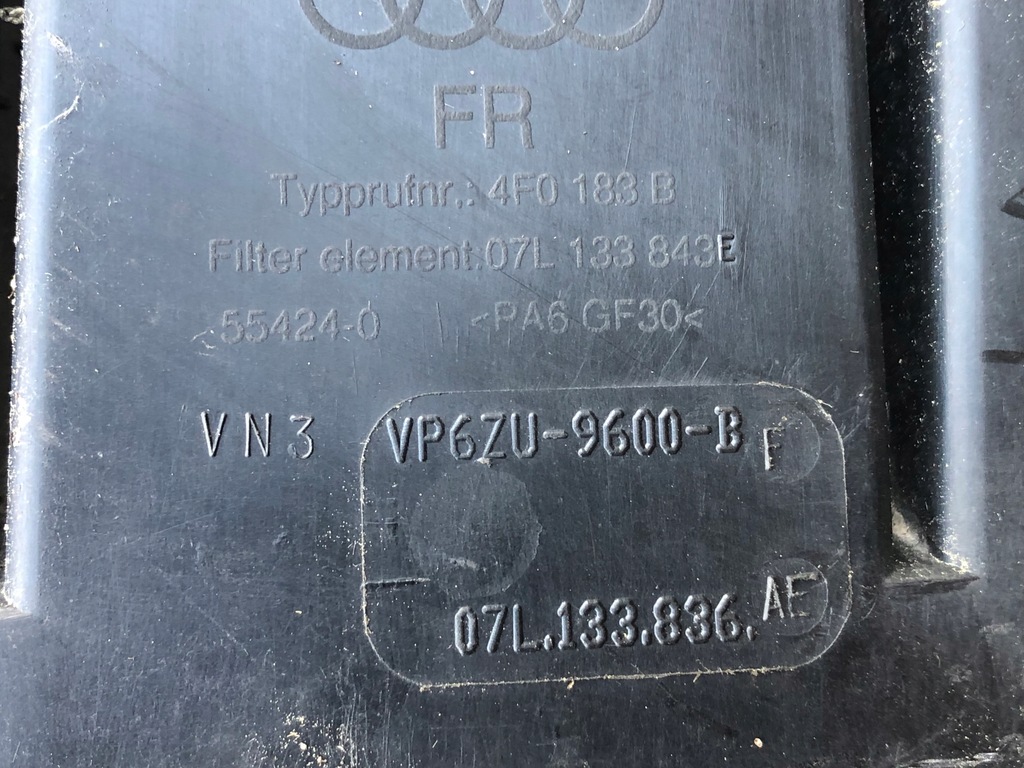 FR
Typprufnr.: 4F0 183 B
Filter element:07L 133 843E
55424-0 <PA6 GF30<
VN3 VP6ZU-9600-B F
07L.133.836.AE